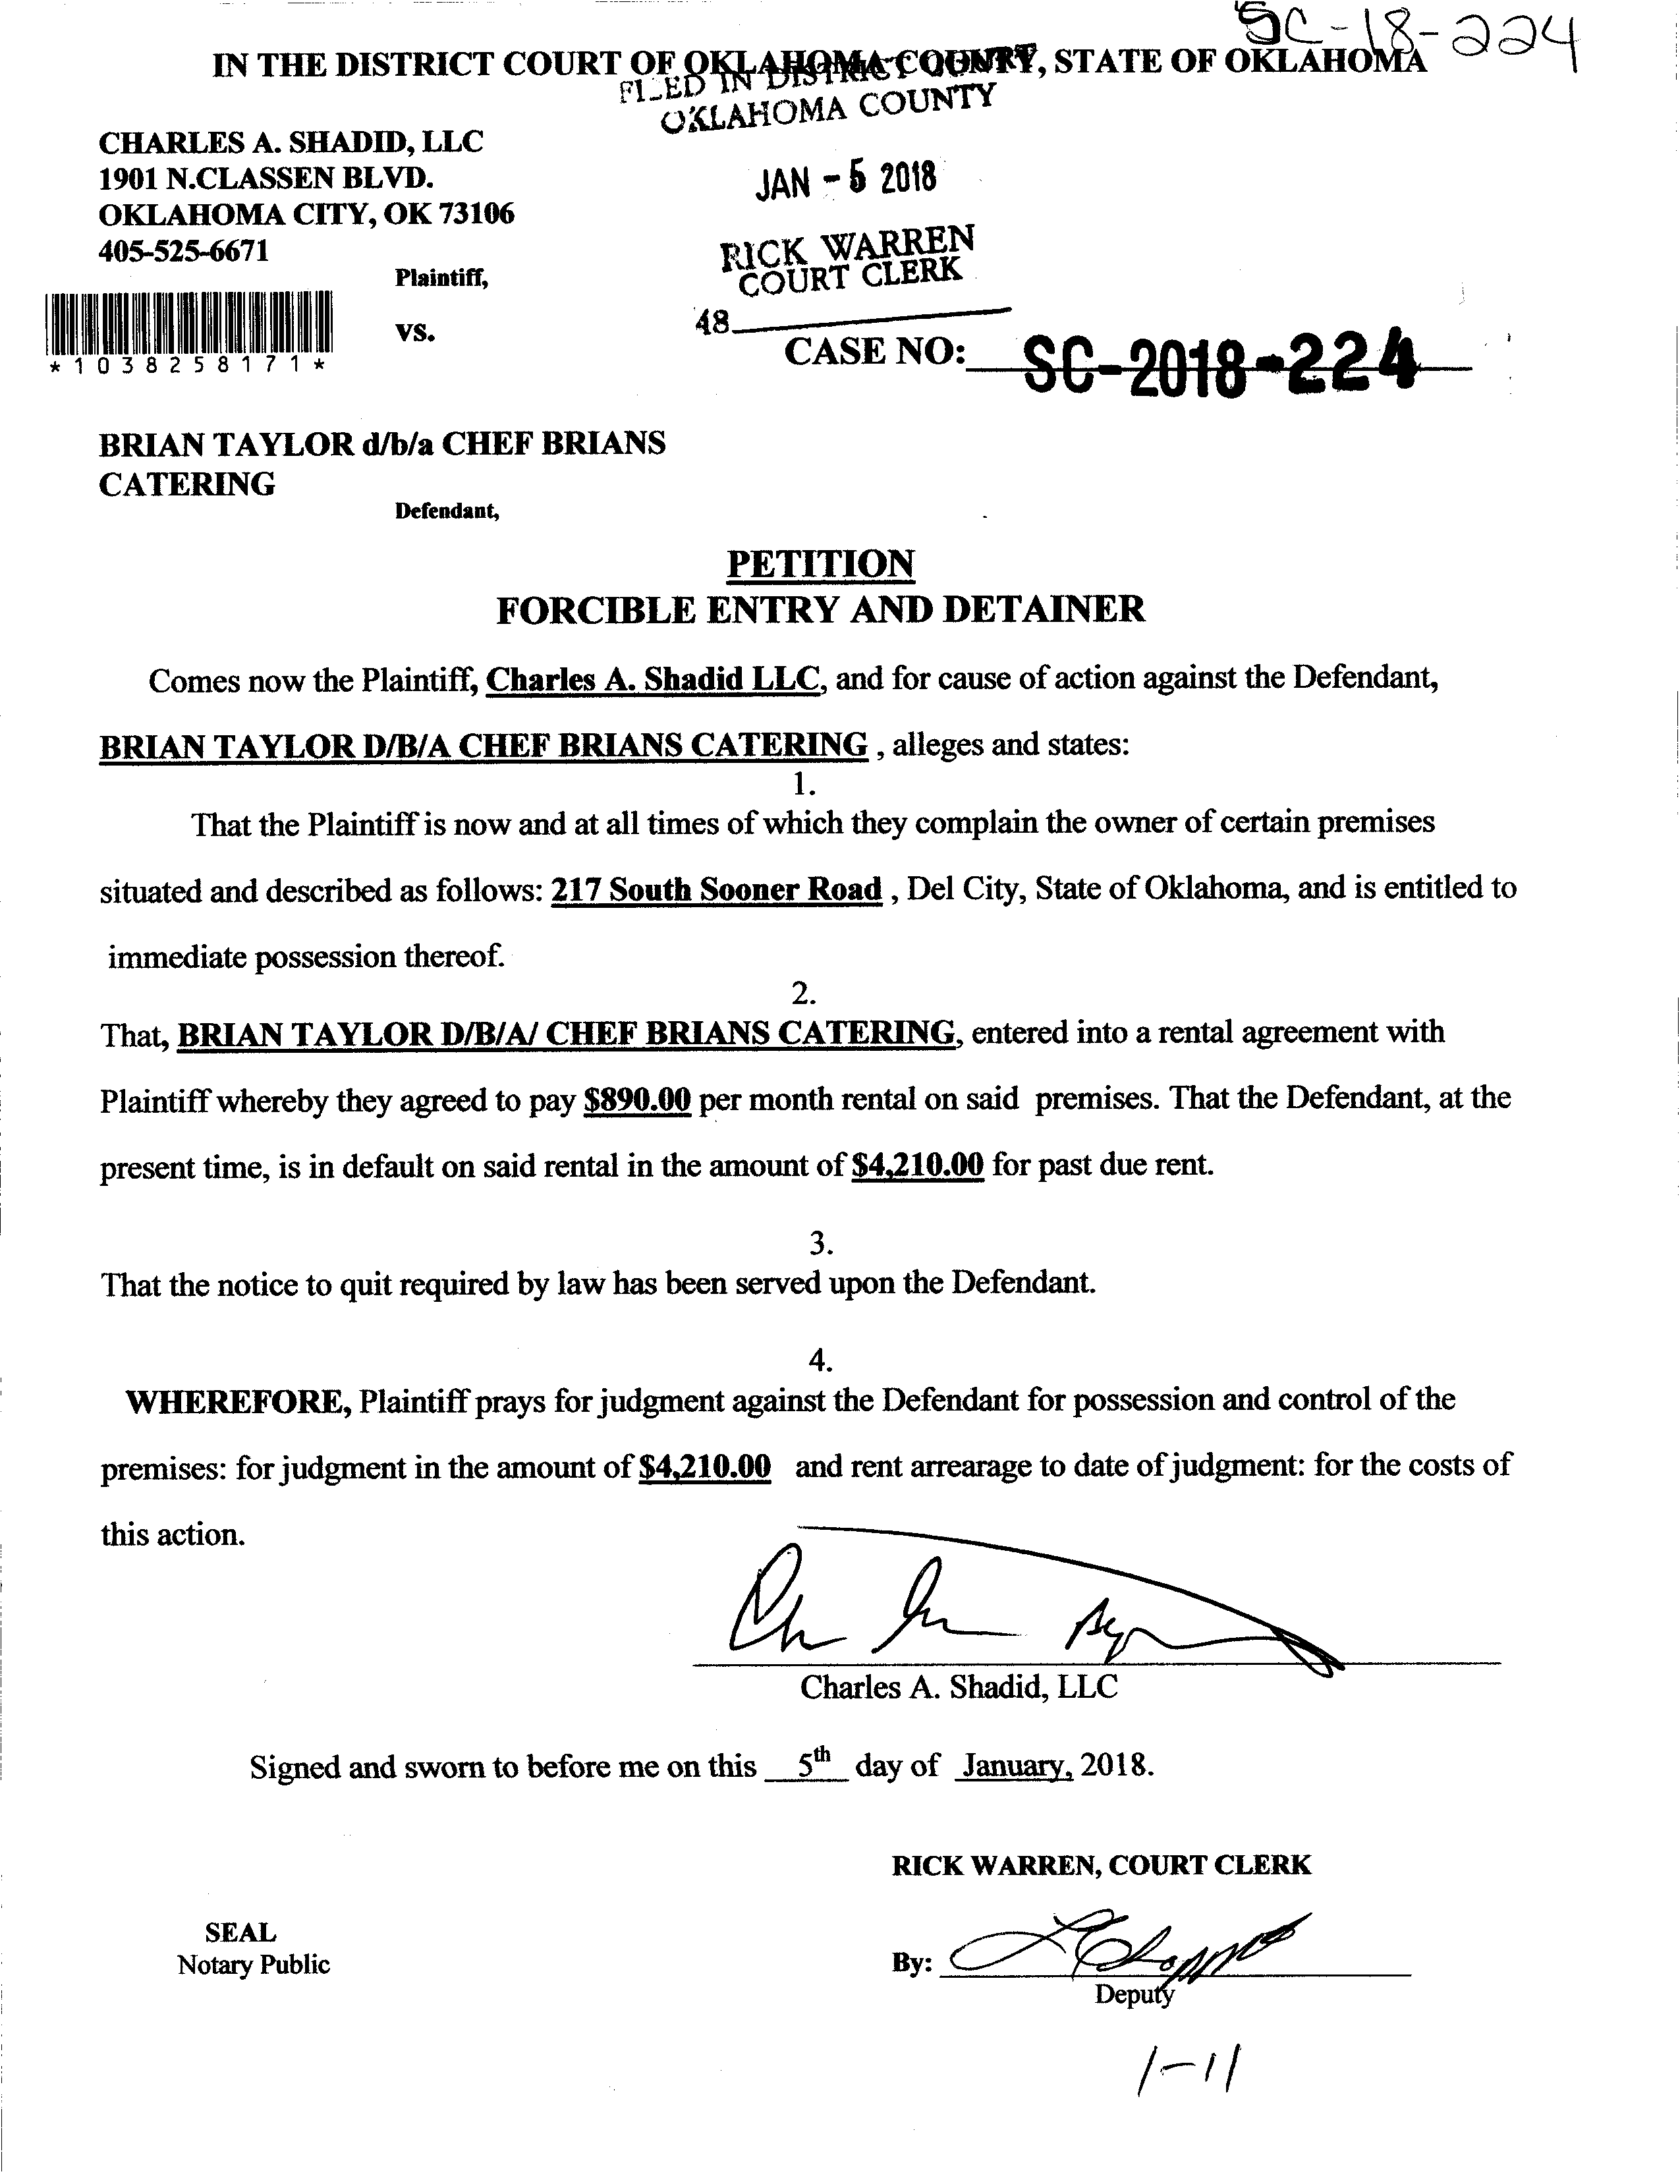 SC-18-224
IN THE DISTRICT COURT OF OKLAHOMA COUNTY, STATE OF OKLAHOMA
FILED IN DISTRICT COURT
OKLAHOMA COUNTY
CHARLES A. SHADID, LLC
1901 N.CLASSEN BLVD.
OKLAHOMA CITY, OK 73106
405-525-6671
JAN - 5 2018
RICK WARREN
COURT CLERK
48
Plaintiff,
vs.
*1038258171*
CASE NO: SC-2018-224
BRIAN TAYLOR d/b/a CHEF BRIANS
CATERING
Defendant,
PETITION
FORCIBLE ENTRY AND DETAINER
Comes now the Plaintiff, Charles A. Shadid LLC, and for cause of action against the Defendant,
BRIAN TAYLOR D/B/A CHEF BRIANS CATERING , alleges and states:
1.
That the Plaintiff is now and at all times of which they complain the owner of certain premises
situated and described as follows: 217 South Sooner Road , Del City, State of Oklahoma, and is entitled to
immediate possession thereof.
2.
That, BRIAN TAYLOR D/B/A/ CHEF BRIANS CATERING, entered into a rental agreement with
Plaintiff whereby they agreed to pay $890.00 per month rental on said premises. That the Defendant, at the
present time, is in default on said rental in the amount of $4,210.00 for past due rent.
3.
That the notice to quit required by law has been served upon the Defendant.
4.
WHEREFORE, Plaintiff prays for judgment against the Defendant for possession and control of the
premises: for judgment in the amount of $4,210.00 and rent arrearage to date of judgment: for the costs of
this action.
Charles A. Shadid, LLC
Signed and sworn to before me on this 5th day of January, 2018.
RICK WARREN, COURT CLERK
SEAL
Notary Public
By:
Deputy
1-11